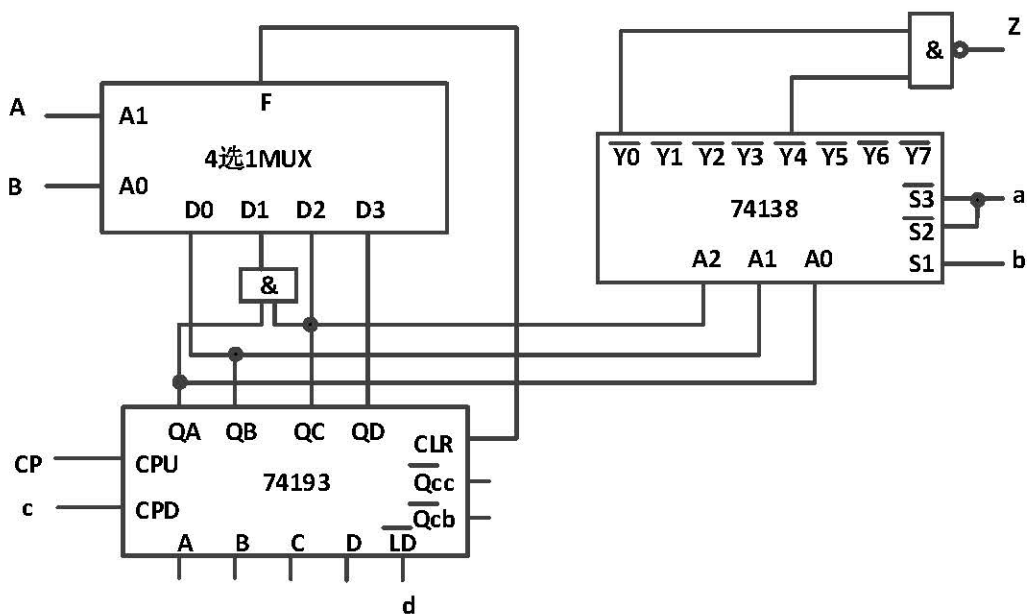 Z
&
A
A1
F
4选1MUX
B
A0
D0 D1 D2 D3
&
Y0 Y1 Y2 Y3 Y4 Y5 Y6 Y7
74138
S3
a
S2
A2 A1 A0
S1
b
QA QB QC QD
CLR
CP
CPU
74193
Qcc
c
CPD
Qcb
A B C D LD
d